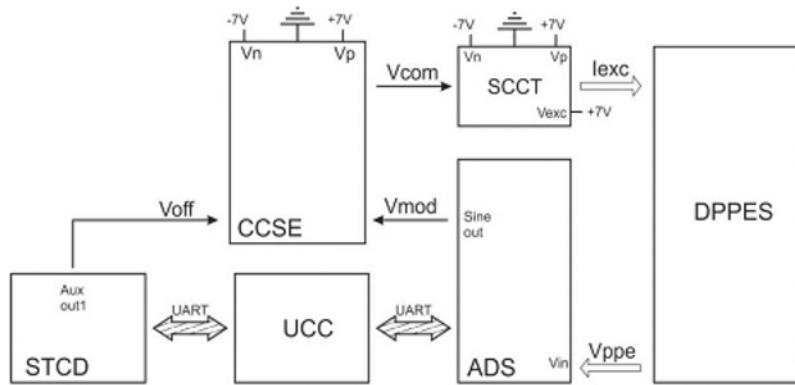 -7V
+7V
Vn
Vp
Vcom
-7V
+7V
Vn
Vp
SCCT
Vexc
+7V
Iexc
DPPES
Voff
CCSE
Vmod
Sine
out
Aux
out1
STCD
UART
UCC
UART
ADS
Vin
Vppe